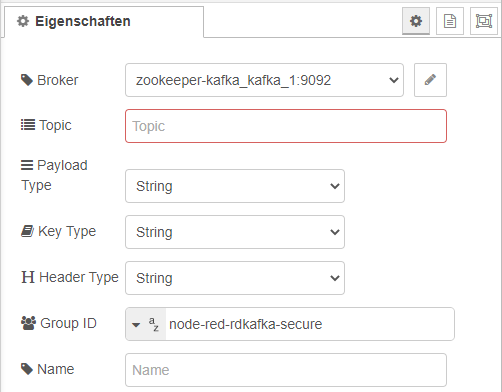 Eigenschaften
Broker
zookeeper-kafka_kafka_1:9092
Topic
Topic
Payload
Type
String
Key Type
String
Header Type
String
Group ID
az
node-red-rdkafka-secure
Name
Name